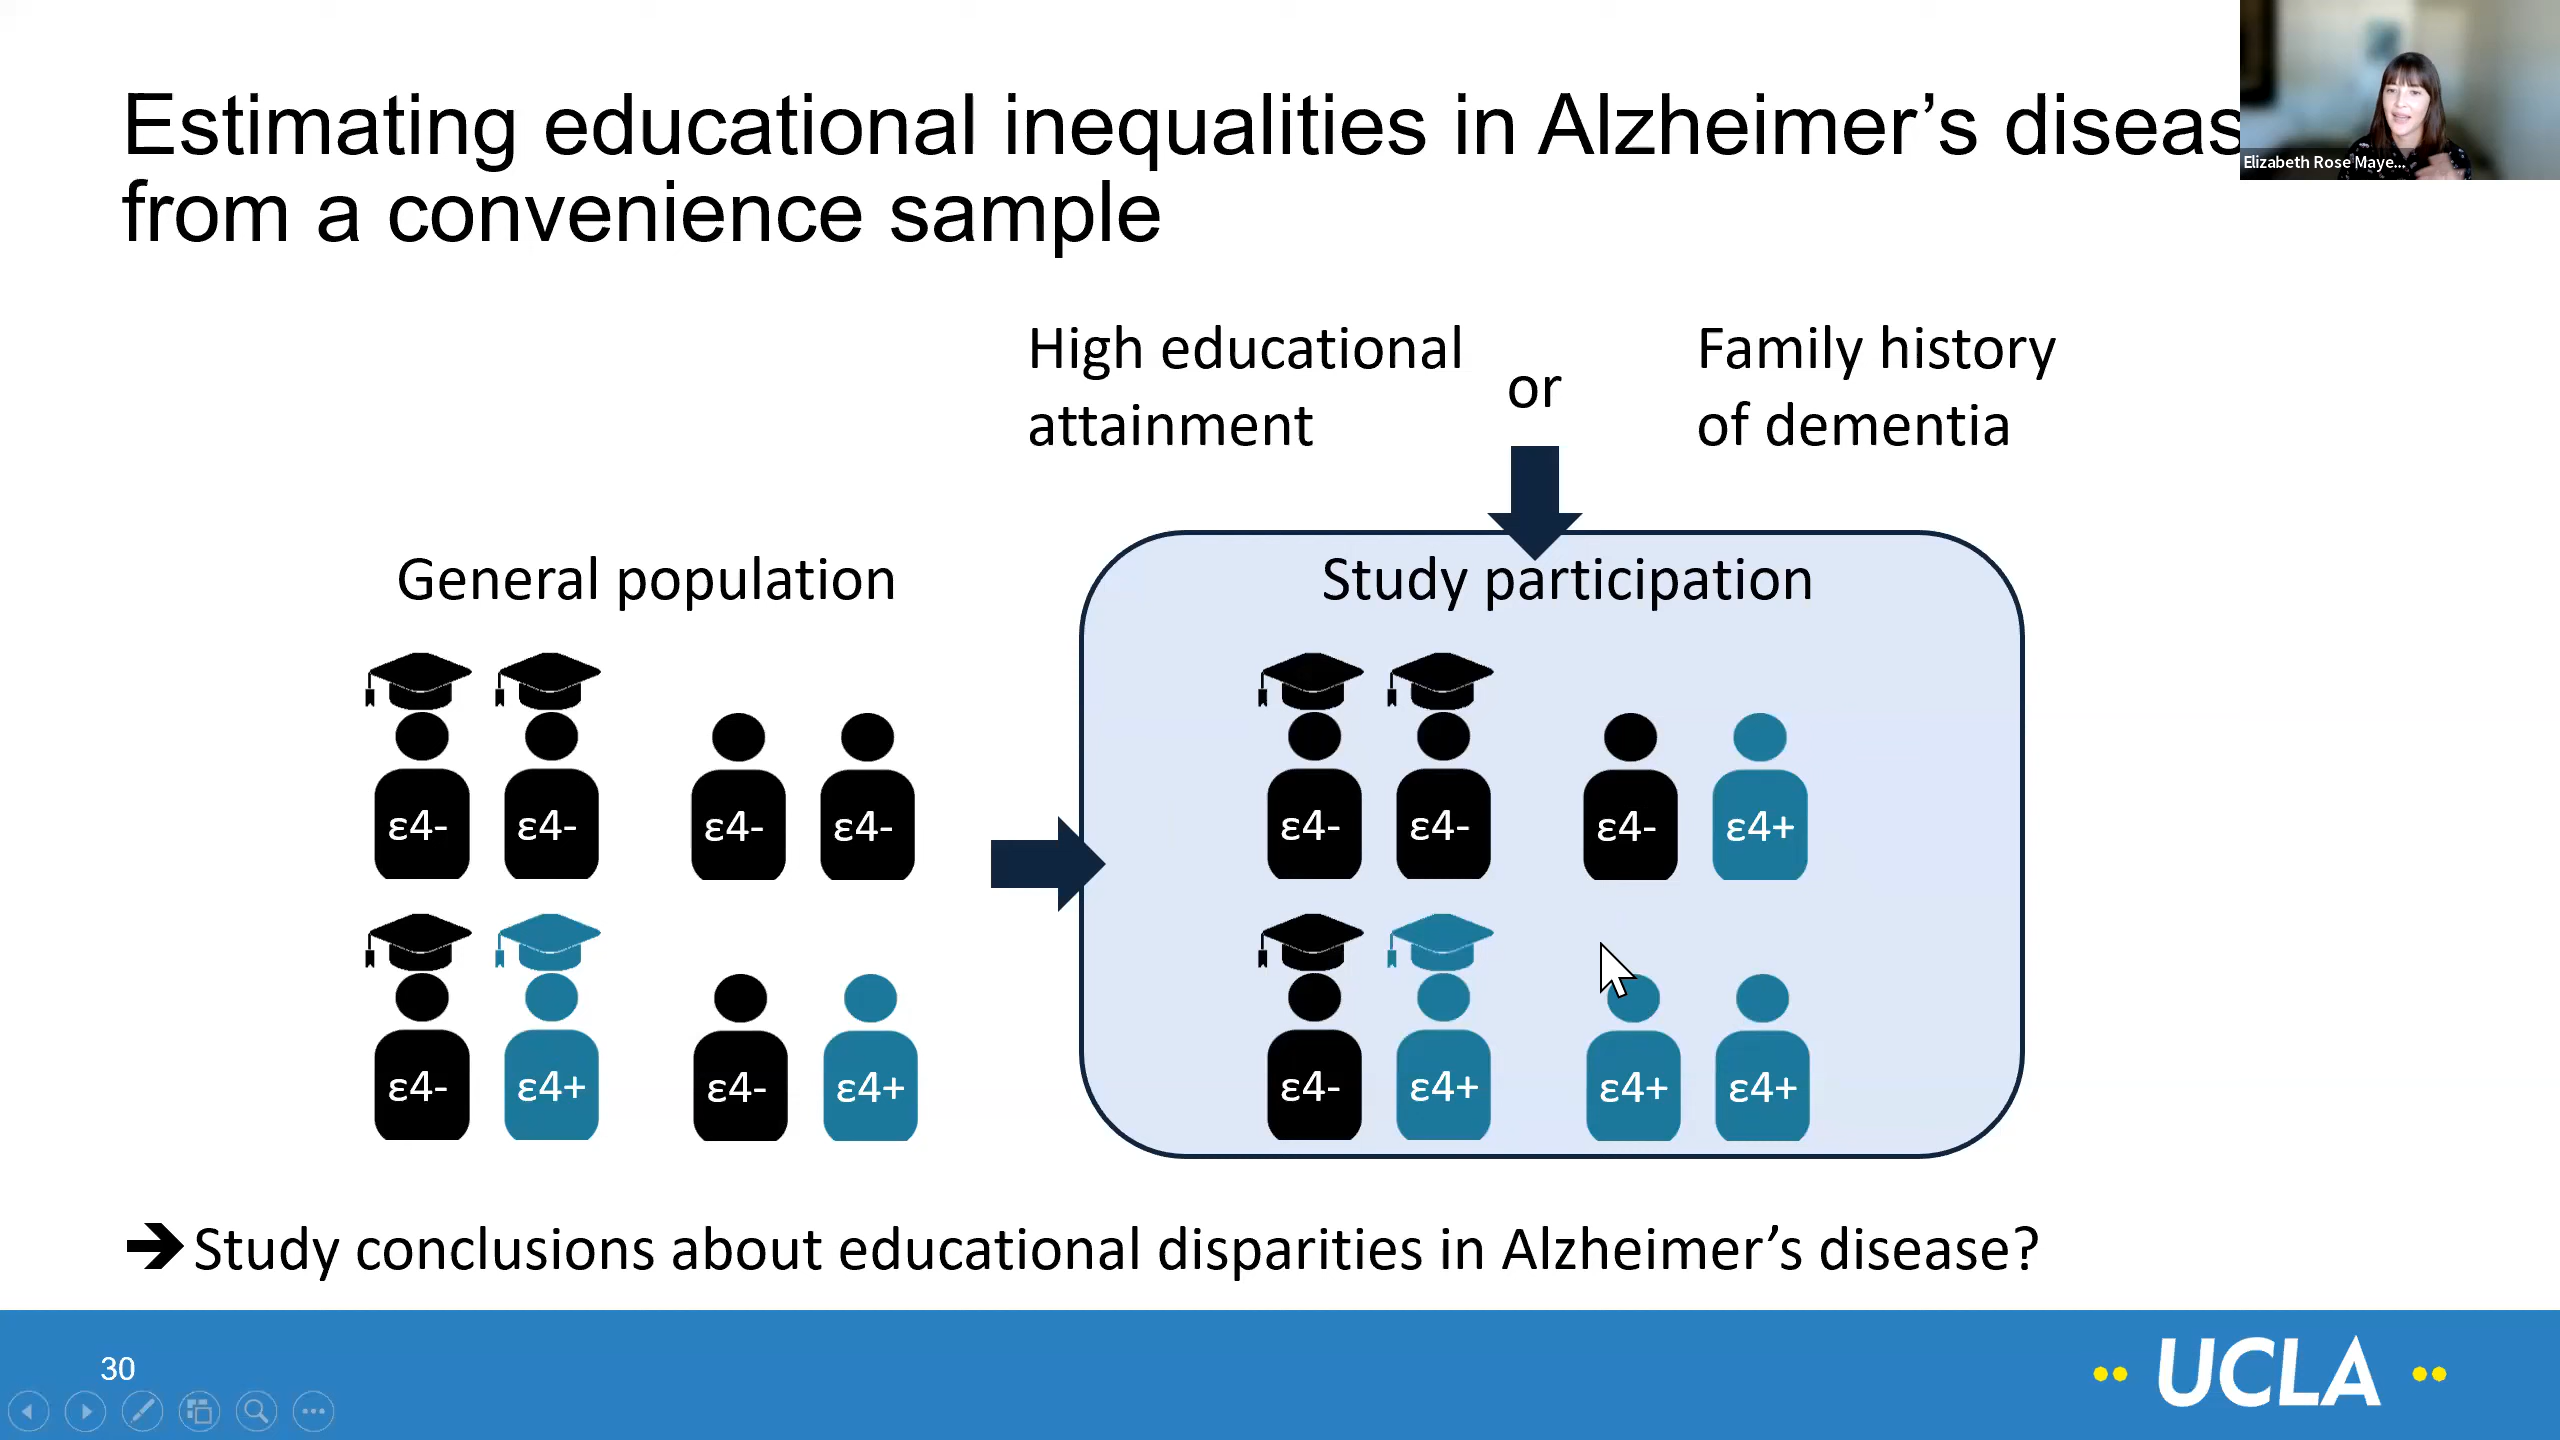 Estimating educational inequalities in Alzheimer's diseas
from a convenience sample
Elizabeth Rose Maye...
High educational
attainment
or
Family history
of dementia
General population
Study participation
ε4- ε4- ε4- ε4-
ε4- ε4- ε4- ε4+
ε4- ε4+ ε4- ε4+
ε4- ε4+ ε4+ ε4+
Study conclusions about educational disparities in Alzheimer's disease?
30
UCLA